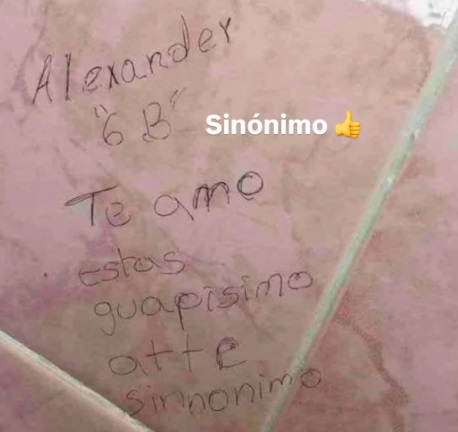 Alexander
"6 B"
Sinónimo 👍
Te amo
estas
guapisimo
atte
sinnonimo